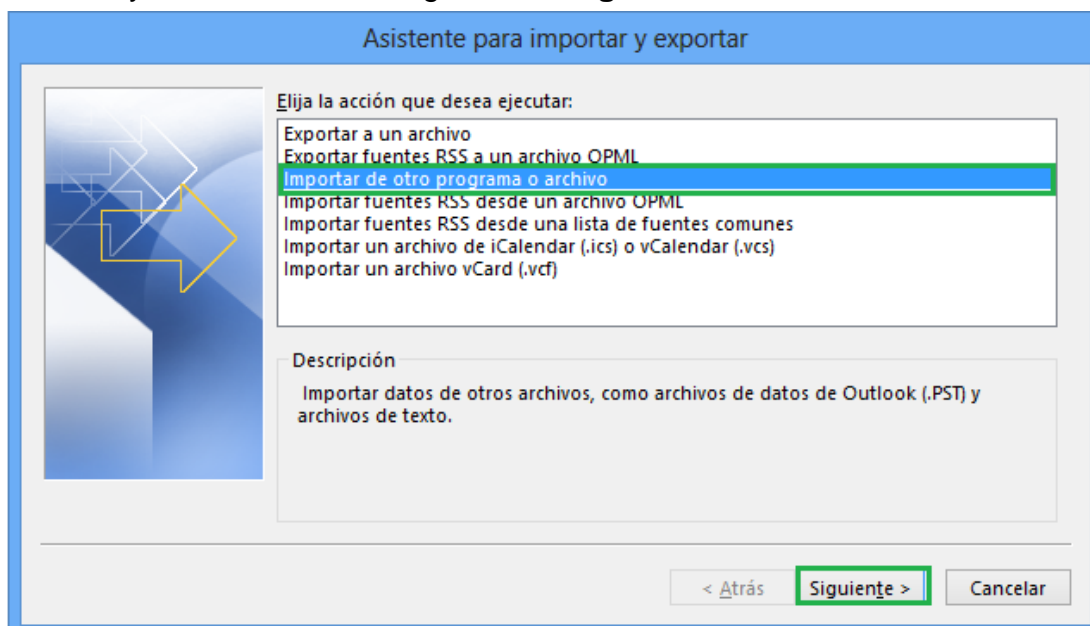 Asistente para importar y exportar
Elija la acción que desea ejecutar:
Exportar a un archivo
Exportar fuentes RSS a un archivo OPML
Importar de otro programa o archivo
Importar fuentes RSS desde un archivo OPML
Importar fuentes RSS desde una lista de fuentes comunes
Importar un archivo de iCalendar (.ics) o vCalendar (.vcs)
Importar un archivo vCard (.vcf)
Descripción
Importar datos de otros archivos, como archivos de datos de Outlook (.PST) y
archivos de texto.
< Atrás Siguiente > Cancelar